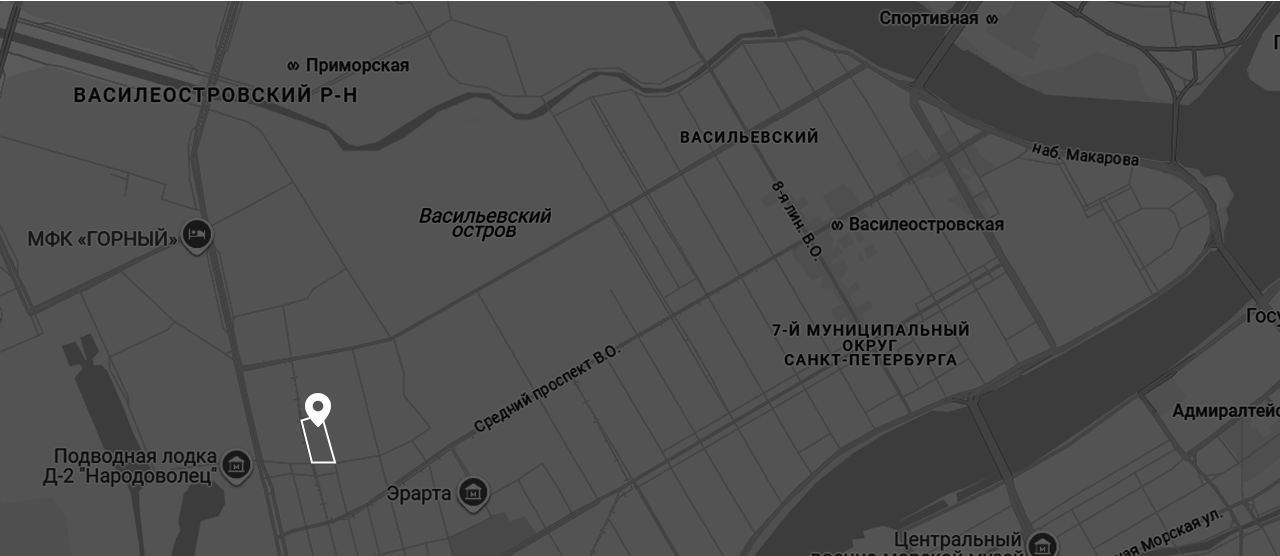 Спортивная
Приморская
ВАСИЛЕОСТРОВСКИЙ Р-Н
ВАСИЛЬЕВСКИЙ
наб. Макарова
8-я лин. В.О.
Васильевский
остров
Василеостровская
МФК «ГОРНЫЙ»
7-Й МУНИЦИПАЛЬНЫЙ
ОКРУГ
САНКТ-ПЕТЕРБУРГА
Средний проспект В.О.
Подводная лодка
Д-2 "Народоволец"
Эрарта
Морская ул.
Центральный